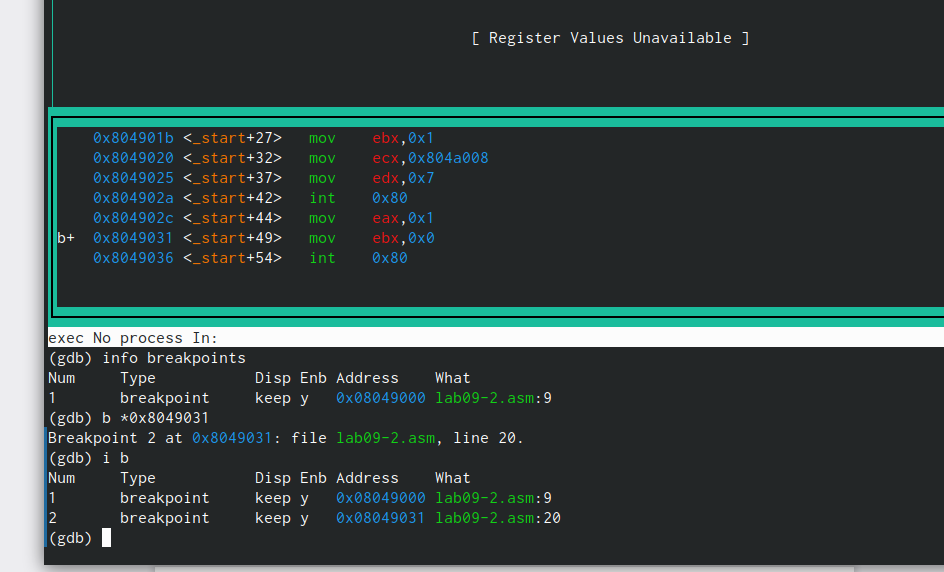 [ Register Values Unavailable ]
0x804901b <_start+27> mov ebx,0x1
0x8049020 <_start+32> mov ecx,0x804a008
0x8049025 <_start+37> mov edx,0x7
0x804902a <_start+42> int 0x80
0x804902c <_start+44> mov eax,0x1
b+ 0x8049031 <_start+49> mov ebx,0x0
0x8049036 <_start+54> int 0x80
exec No process In:
(gdb) info breakpoints
Num Type Disp Enb Address What
1 breakpoint keep y 0x08049000 lab09-2.asm:9
(gdb) b *0x8049031
Breakpoint 2 at 0x8049031: file lab09-2.asm, line 20.
(gdb) i b
Num Type Disp Enb Address What
1 breakpoint keep y 0x08049000 lab09-2.asm:9
2 breakpoint keep y 0x08049031 lab09-2.asm:20
(gdb)